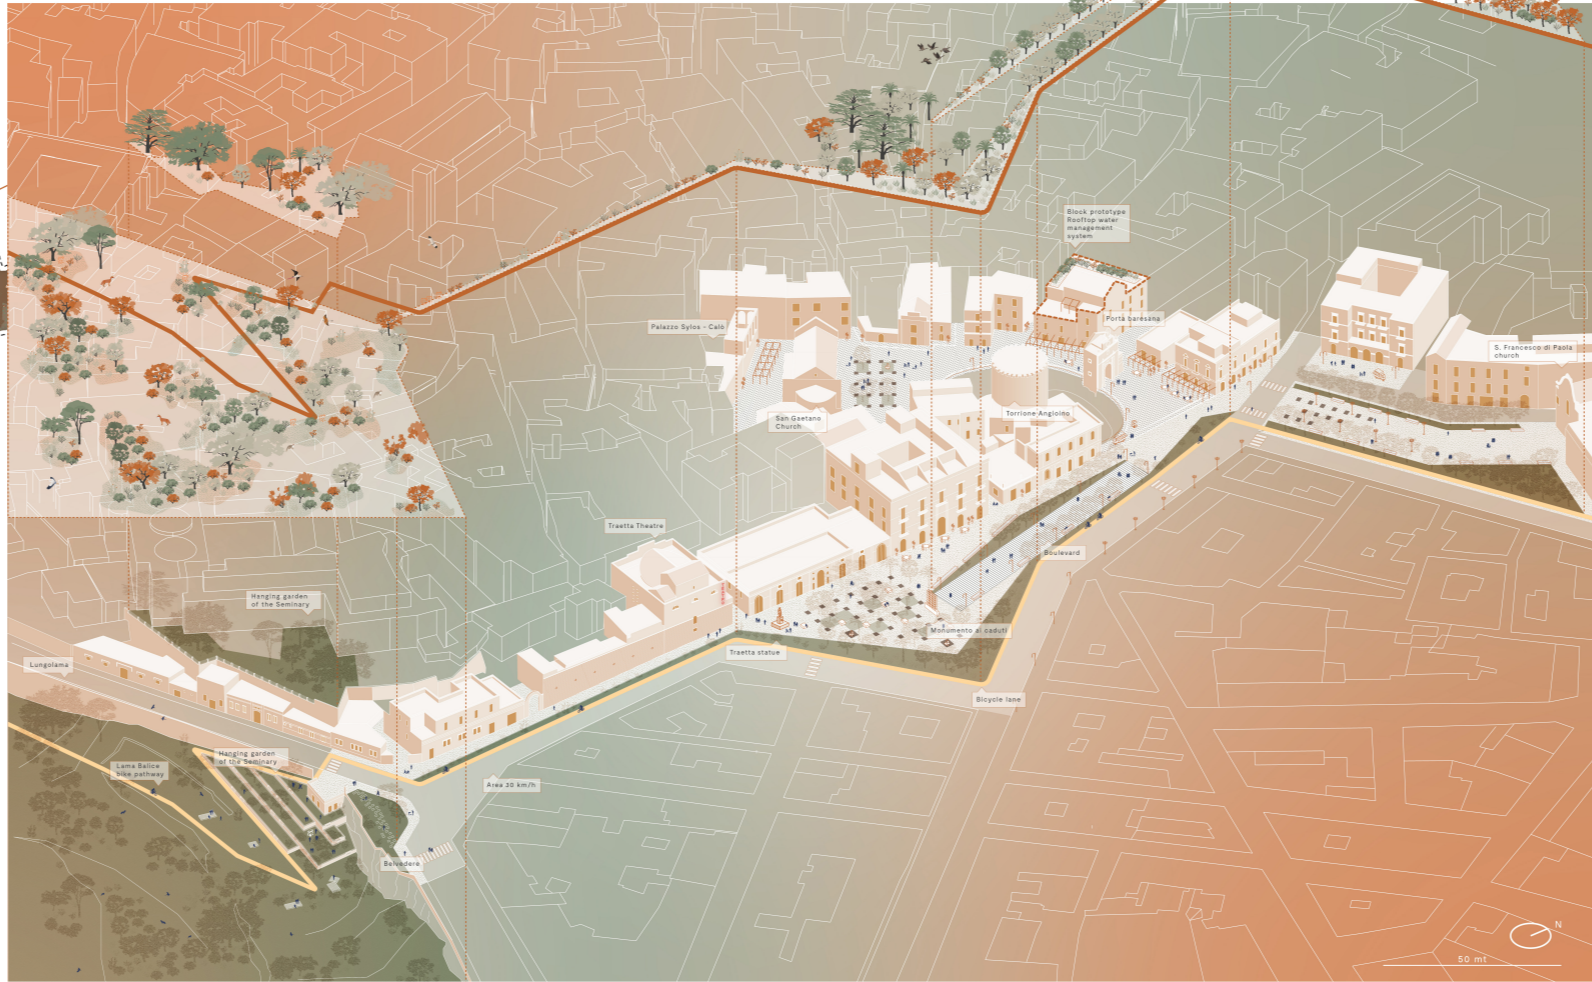 Block prototype
Rooftop water
management
system
Porta baresana
Palazzo Sylos - Calò
S. Francesco di Paola
church
San Gaetano
Church
Torrione Angioino
Traetta Theatre
Boulevard
Hanging garden
of the Seminary
Monumento ai caduti
Traetta statue
Lungolama
Bicycle lane
Hanging garden
of the Seminary
Lama Balice
bike pathway
Area 30 km/h
Belvedere
N
50 mt